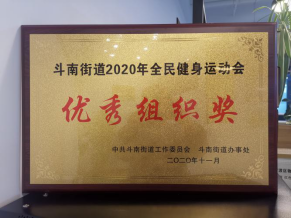 斗南街道2020年全民健身运动会
优秀组织奖
中共斗南街道工作委员会 斗南街道办事处
二〇二〇年十一月